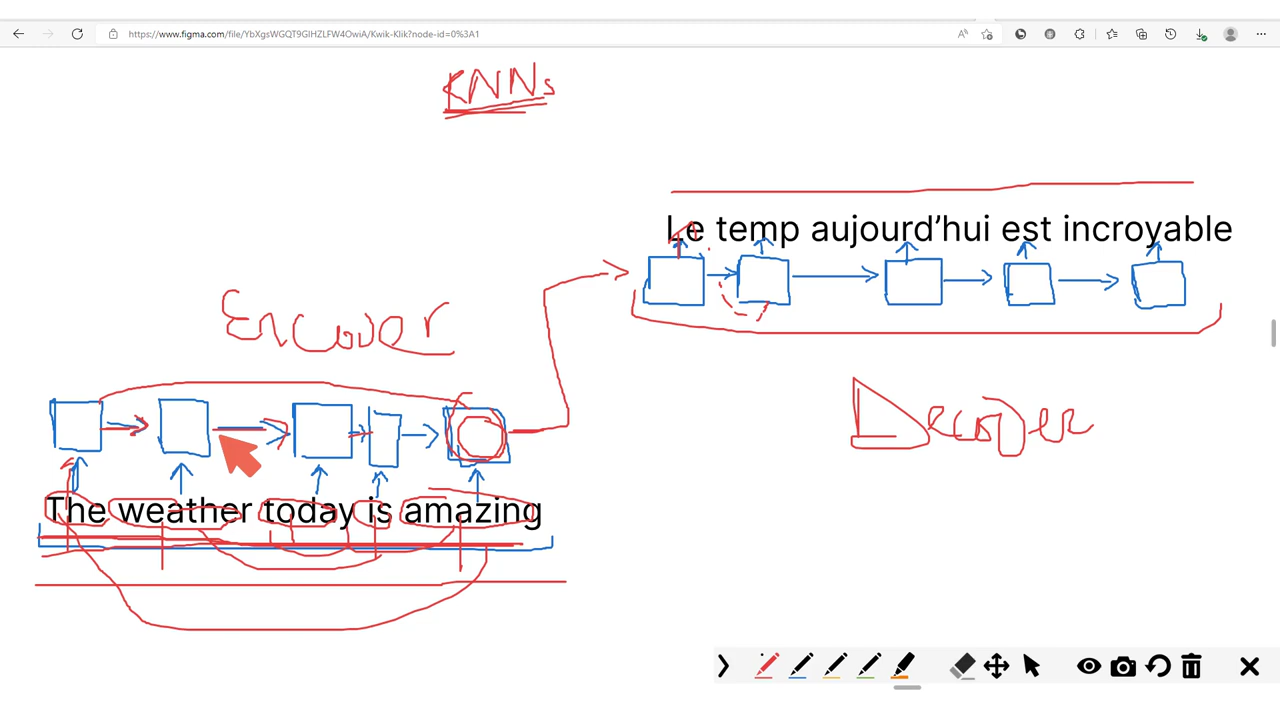 https://www.figma.com/file/YbXgsWGQT9GIHZLFW4OwiA/Kwik-Klik?node-id=0%3A1
RNNs
Le temp aujourd'hui est incroyable
Encoder
Decoder
The weather today is amazing